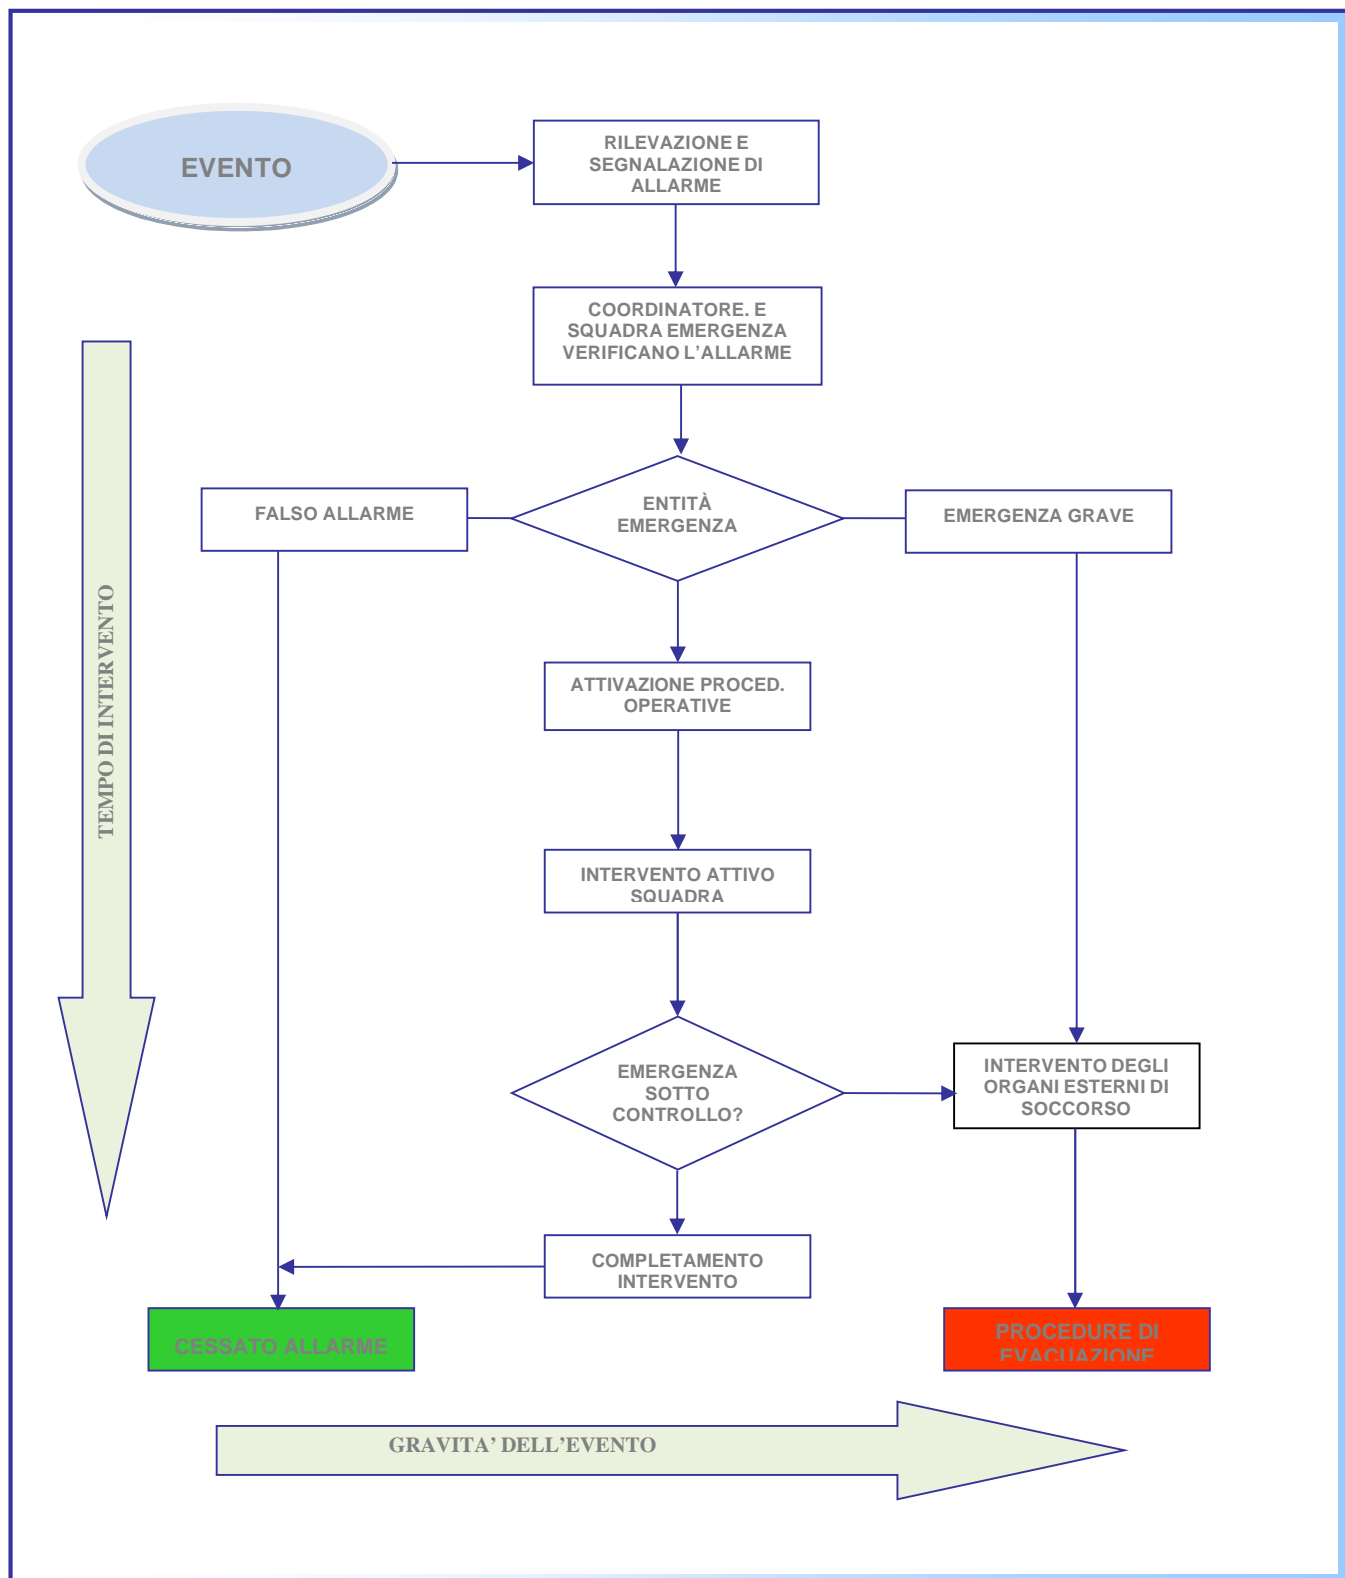 EVENTO
RILEVAZIONE E
SEGNALAZIONE DI
ALLARME
COORDINATORE. E
SQUADRA EMERGENZA
VERIFICANO L’ALLARME
ENTITÀ
EMERGENZA
FALSO ALLARME
EMERGENZA GRAVE
TEMPO DI INTERVENTO
ATTIVAZIONE PROCED.
OPERATIVE
INTERVENTO ATTIVO
SQUADRA
EMERGENZA
SOTTO
CONTROLLO?
INTERVENTO DEGLI
ORGANI ESTERNI DI
SOCCORSO
COMPLETAMENTO
INTERVENTO
CESSATO ALLARME
PROCEDURE DI
EVACUAZIONE
GRAVITA’ DELL’EVENTO